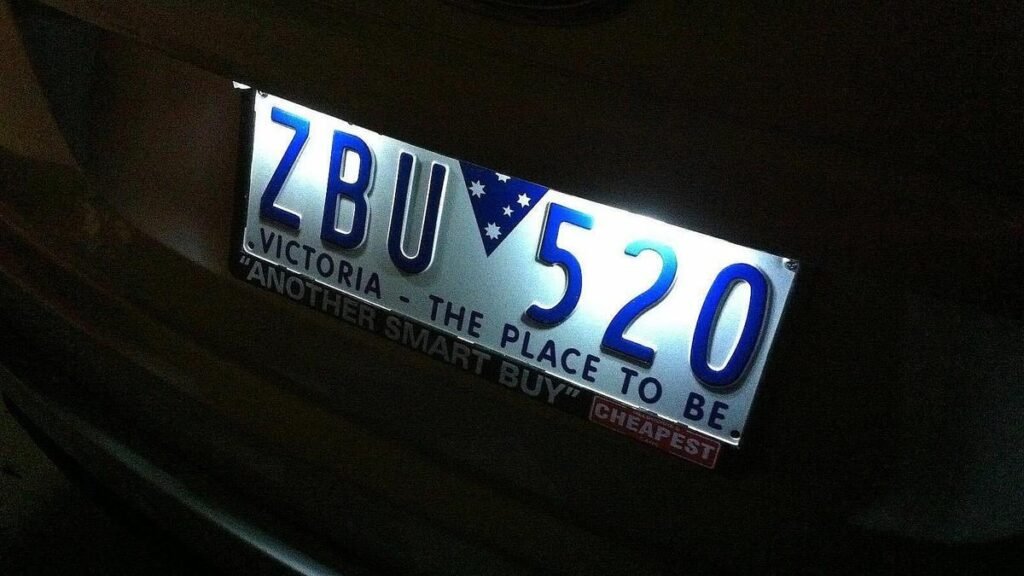 ZBU 520
VICTORIA - THE PLACE TO BE
"ANOTHER SMART BUY"
CHEAPEST